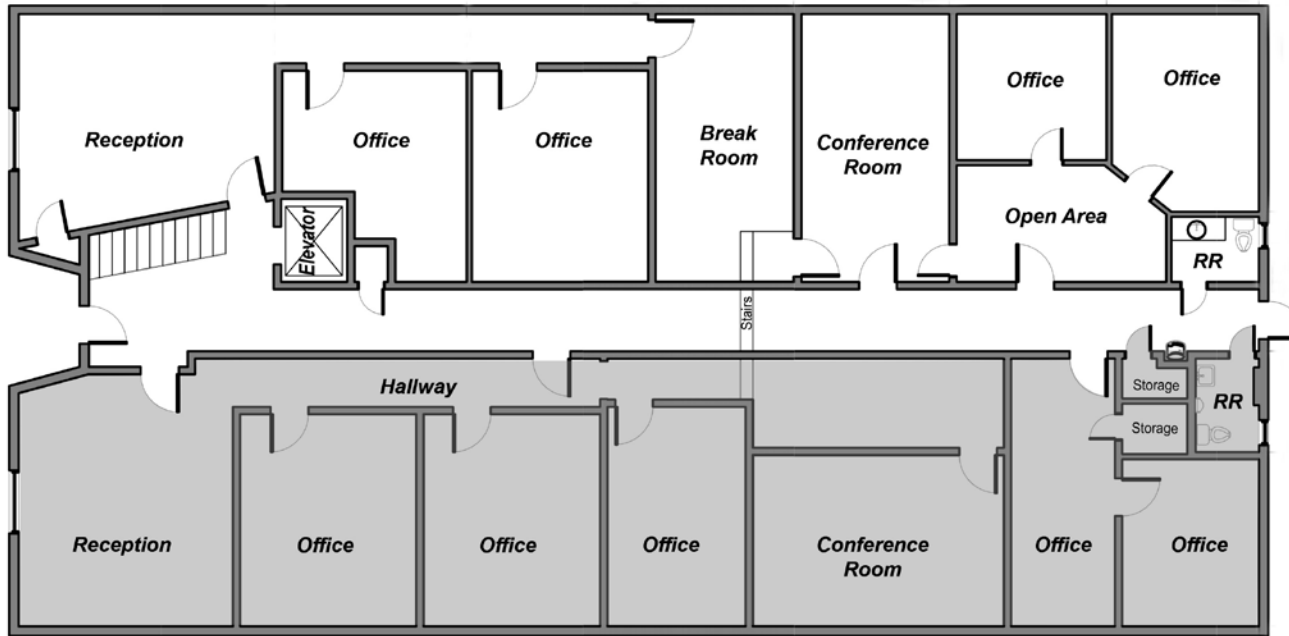 Office
Office
Reception
Office
Office
Break
Room
Conference
Room
Open Area
Elevator
RR
Stairs
Hallway
Storage
RR
Storage
Reception
Office
Office
Office
Conference
Room
Office
Office